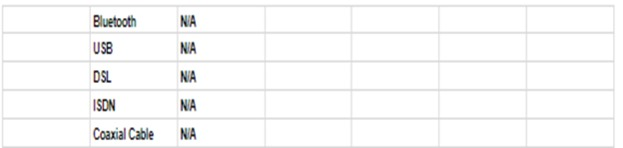 Bluetooth N/A
USB N/A
DSL N/A
ISDN N/A
Coaxial Cable N/A